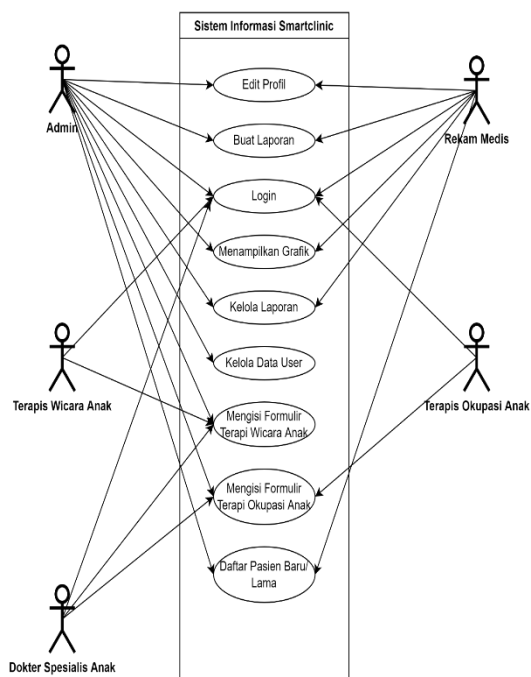 Sistem Informasi Smartclinic
Admin
Rekam Medis
Edit Profil
Buat Laporan
Login
Menampilkan Grafik
Kelola Laporan
Kelola Data User
Terapis Wicara Anak
Terapis Okupasi Anak
Mengisi Formulir
Terapi Wicara Anak
Mengisi Formulir
Terapi Okupasi Anak
Daftar Pasien Baru/
Lama
Dokter Spesialis Anak